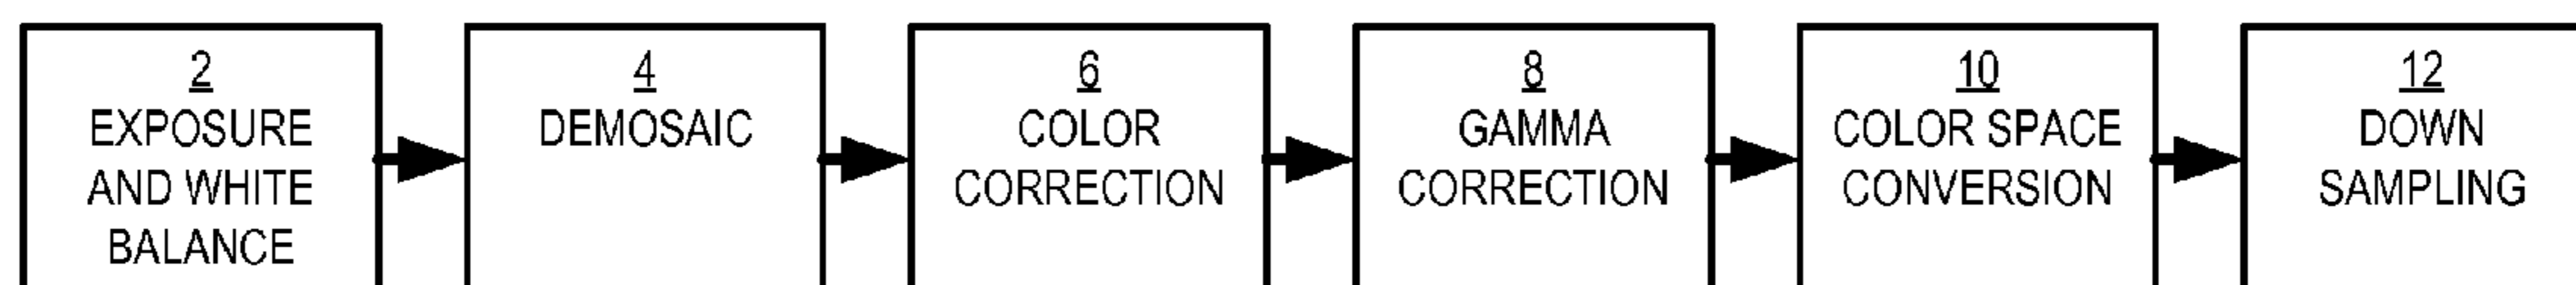 2
EXPOSURE
AND WHITE
BALANCE
4
DEMOSAIC
6
COLOR
CORRECTION
8
GAMMA
CORRECTION
10
COLOR SPACE
CONVERSION
12
DOWN
SAMPLING